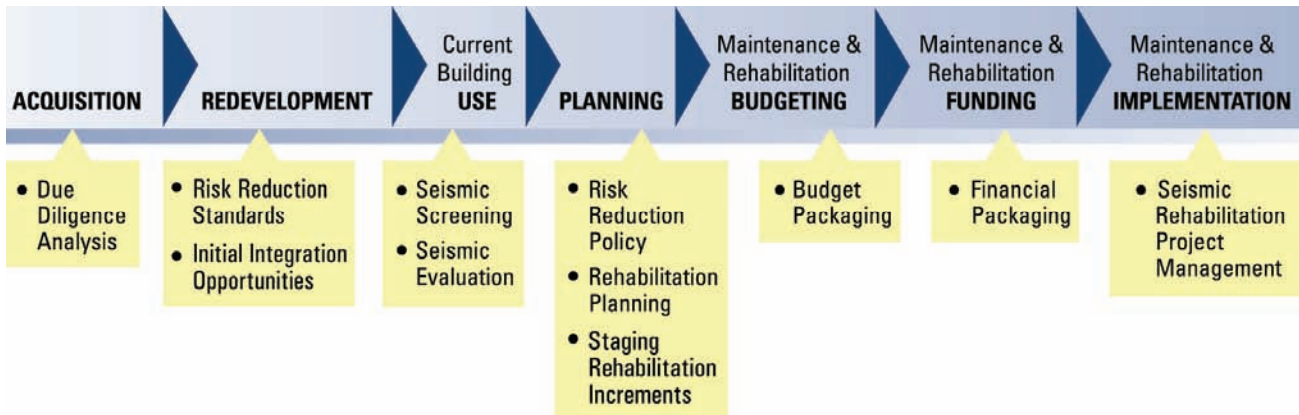 ACQUISITION
REDEVELOPMENT
Current
Building
USE
PLANNING
Maintenance &
Rehabilitation
BUDGETING
Maintenance &
Rehabilitation
FUNDING
Maintenance &
Rehabilitation
IMPLEMENTATION
• Due
Diligence
Analysis
• Risk Reduction
Standards
• Initial Integration
Opportunities
• Seismic
Screening
• Seismic
Evaluation
• Risk
Reduction
Policy
• Rehabilitation
Planning
• Staging
Rehabilitation
Increments
• Budget
Packaging
• Financial
Packaging
• Seismic
Rehabilitation
Project
Management